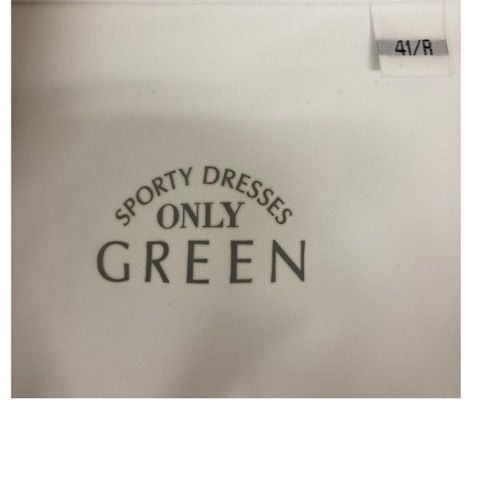 41/R
SPORTY DRESSES
ONLY
GREEN